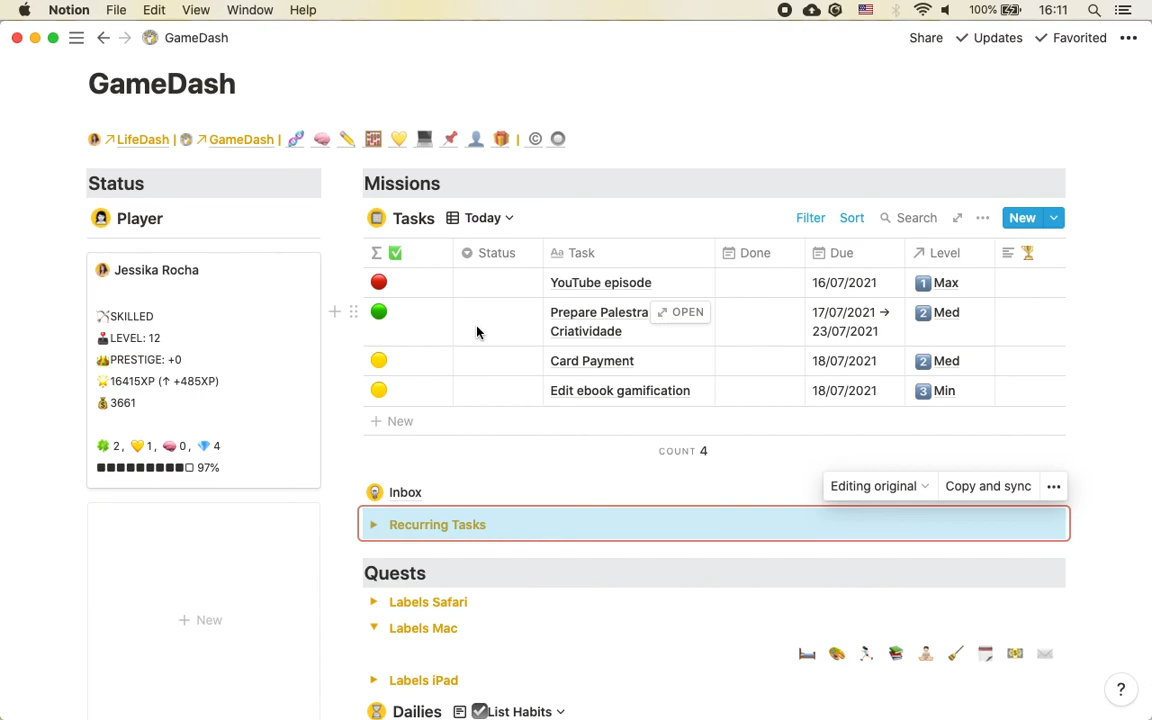 Notion File Edit View Window Help 100% 16:11
GameDash Share Updates Favorited
GameDash
LifeDash | GameDash | |
Status
Player
Jessika Rocha
SKILLED
LEVEL: 12
PRESTIGE: +0
16415XP (↑ +485XP)
3661
2, 1, 0, 4
97%
+ New
Missions
Tasks Today Filter Sort Search New
Status Aa Task Done Due Level
YouTube episode 16/07/2021 1 Max
Prepare Palestra OPEN 17/07/2021 → 2 Med
Criatividade 23/07/2021
Card Payment 18/07/2021 2 Med
Edit ebook gamification 18/07/2021 3 Min
+ New
COUNT 4
Inbox Editing original Copy and sync
Recurring Tasks
Quests
Labels Safari
Labels Mac
Labels iPad
Dailies List Habits
?